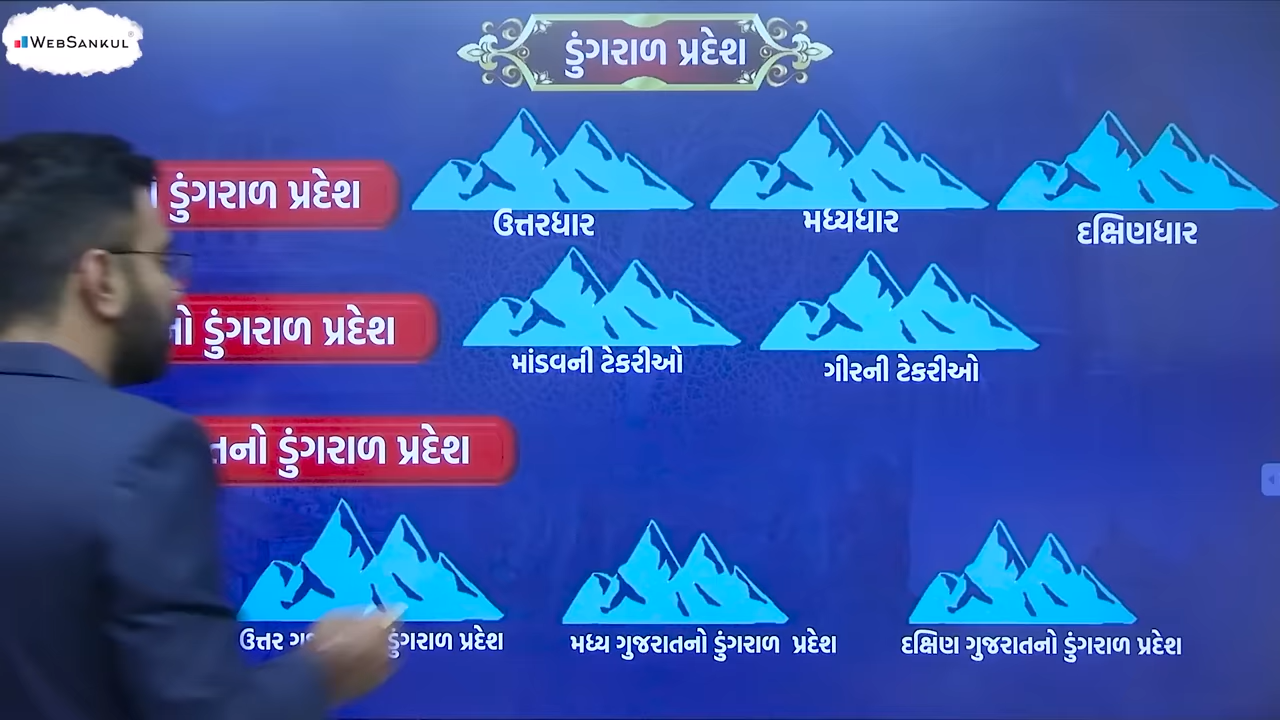 WEBSANKUL
ડુંગરાળ પ્રદેશ
ડુંગરાળ પ્રદેશ
ઉત્તરધાર
મધ્યધાર
દક્ષિણધાર
ડુંગરાળ પ્રદેશ
માંડવની ટેકરીઓ
ગીરની ટેકરીઓ
ડુંગરાળ પ્રદેશ
ઉત્તર ડુંગરાળ પ્રદેશ
મધ્ય ગુજરાતનો ડુંગરાળ પ્રદેશ
દક્ષિણ ગુજરાતનો ડુંગરાળ પ્રદેશ